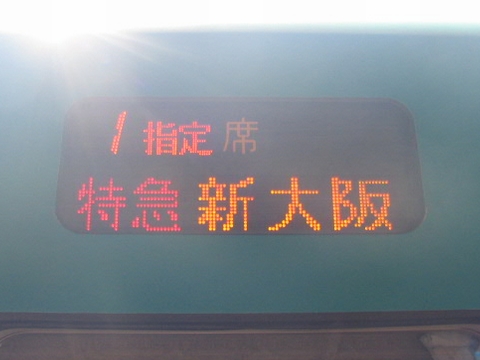 1 指定席
特急 新大阪